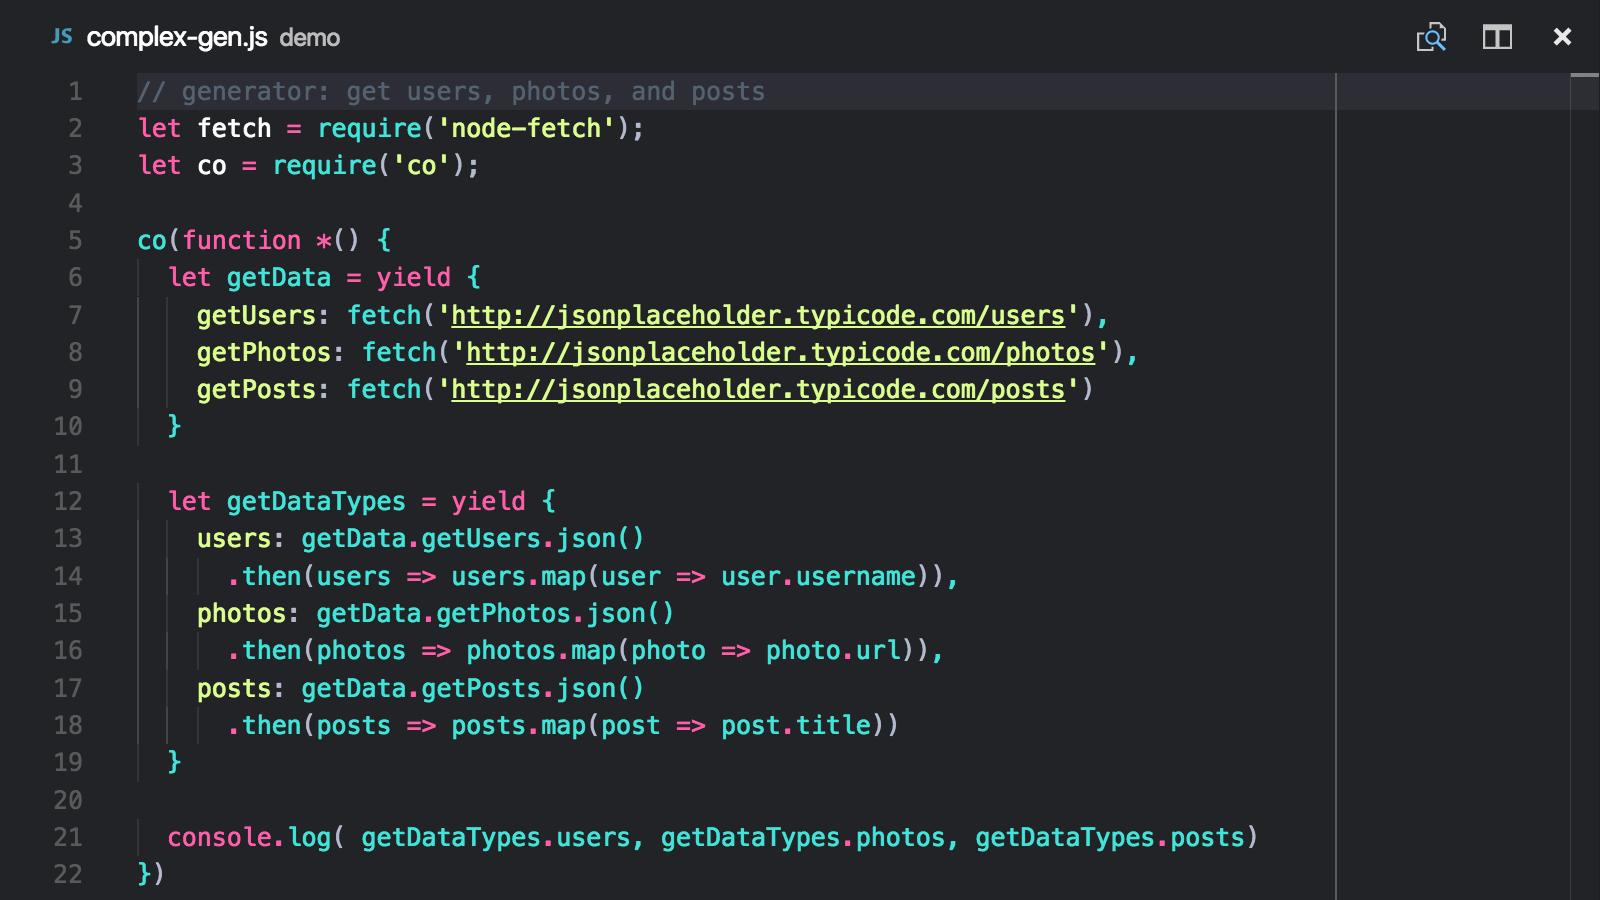 JS complex-gen.js demo
1 // generator: get users, photos, and posts
2 let fetch = require('node-fetch');
3 let co = require('co');
4
5 co(function *() {
6 let getData = yield {
7 getUsers: fetch('http://jsonplaceholder.typicode.com/users'),
8 getPhotos: fetch('http://jsonplaceholder.typicode.com/photos'),
9 getPosts: fetch('http://jsonplaceholder.typicode.com/posts')
10 }
11
12 let getDataTypes = yield {
13 users: getData.getUsers.json()
14 .then(users => users.map(user => user.username)),
15 photos: getData.getPhotos.json()
16 .then(photos => photos.map(photo => photo.url)),
17 posts: getData.getPosts.json()
18 .then(posts => posts.map(post => post.title))
19 }
20
21 console.log( getDataTypes.users, getDataTypes.photos, getDataTypes.posts)
22 })